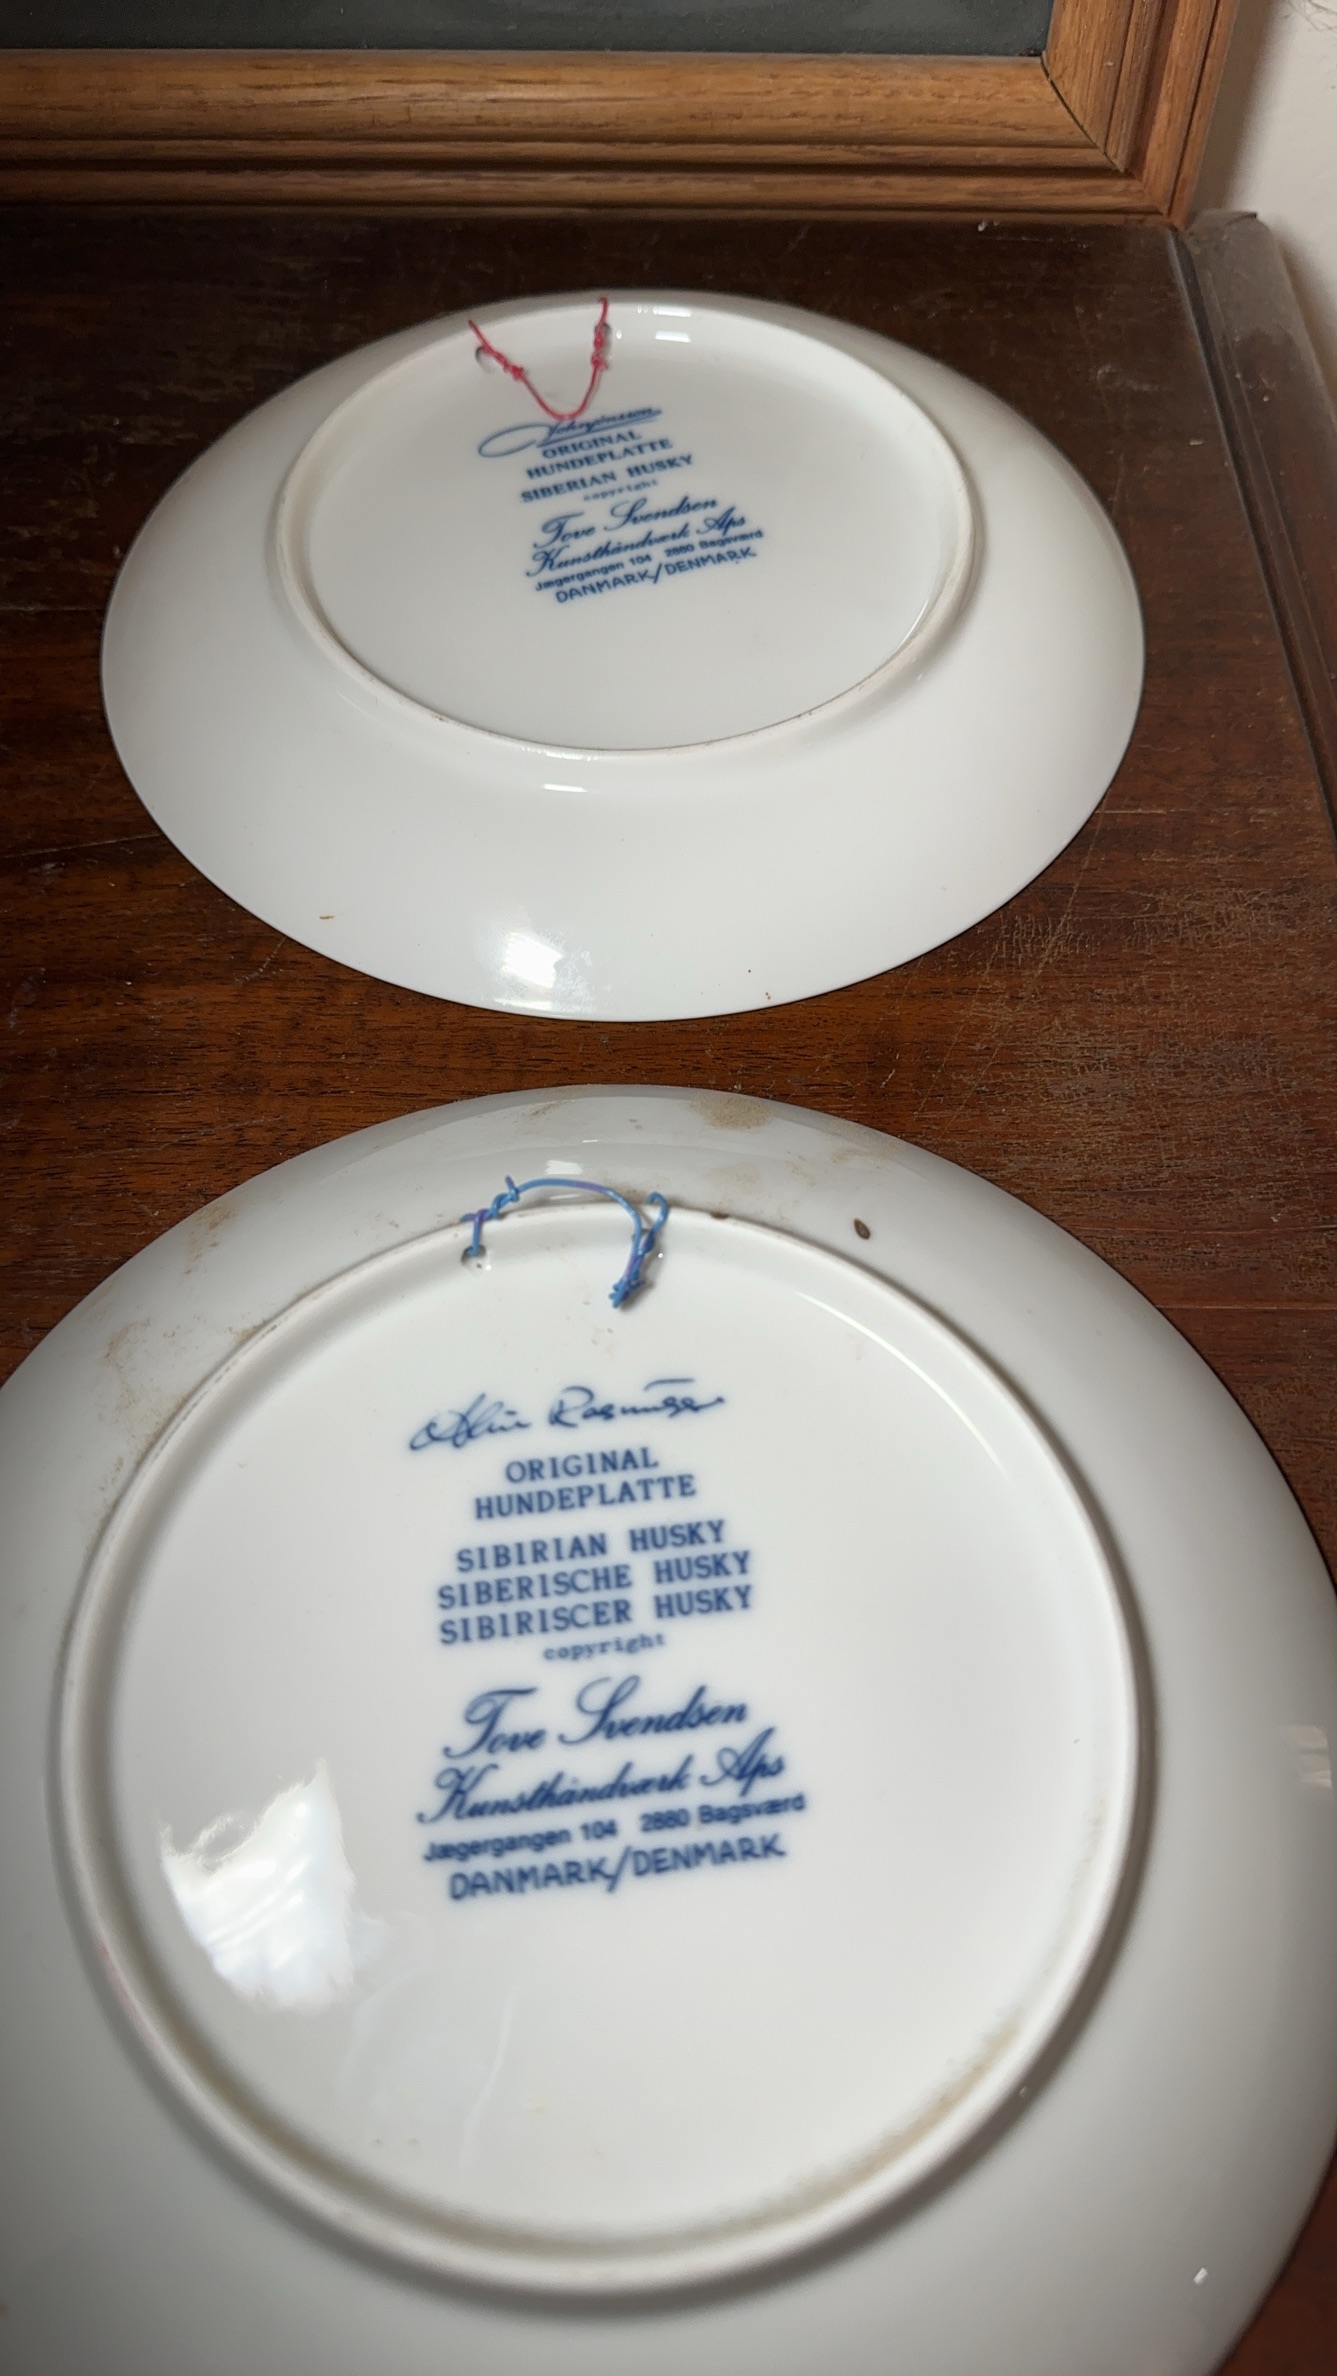 ORIGINAL
HUNDEPLATTE
SIBERIAN HUSKY
copyright
Tove Svendsen
Kunsthåndværk Aps
Jægergangen 104 2880 Bagsværd
DANMARK/DENMARK
Rasmussen
ORIGINAL
HUNDEPLATTE
SIBIRIAN HUSKY
SIBERISCHE HUSKY
SIBIRISCER HUSKY
copyright
Tove Svendsen
Kunsthåndværk Aps
Jægergangen 104 2880 Bagsværd
DANMARK/DENMARK